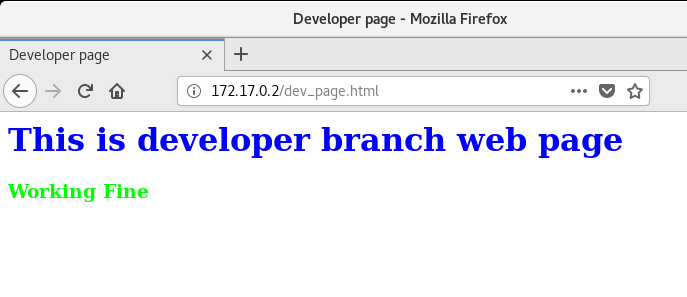 Developer page - Mozilla Firefox
Developer page
172.17.0.2/dev_page.html
This is developer branch web page
Working Fine